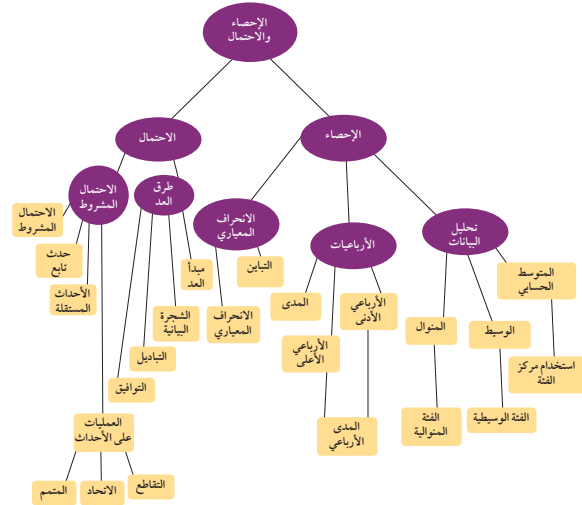 الإحصاء
والاحتمال
الإحصاء
الاحتمال
تحليل
البيانات
الأرباعيات
الانحراف
المعياري
طرق
العد
الاحتمال
المشروط
المتوسط
الحسابي
استخدام مركز
الفئة
الوسيط
الفئة الوسيطية
المنوال
الفئة
المنوالية
الأرباعي
الأدنى
الأرباعي
الأعلى
المدى
المدى
الأرباعي
التباين
الانحراف
المعياري
مبدأ
العد
الشجرة
البيانية
التباديل
التوافيق
الاحتمال
المشروط
حدث
تابع
الأحداث
المستقلة
العمليات
على الأحداث
التقاطع
الاتحاد
المتمم